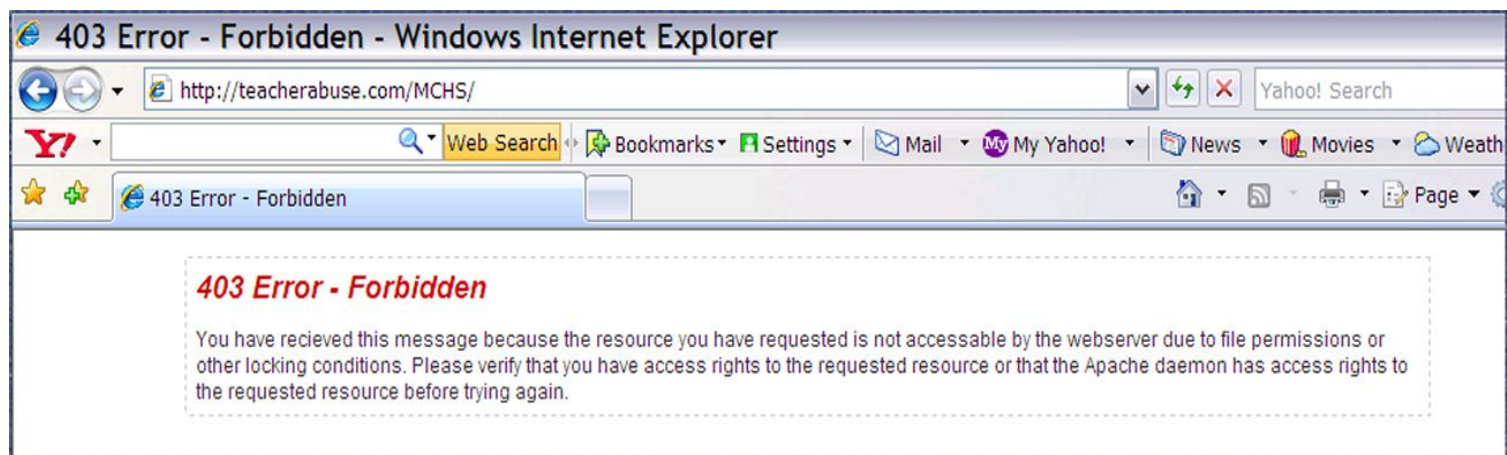 403 Error - Forbidden - Windows Internet Explorer
http://teacherabuse.com/MCHS/ Yahoo! Search
Y! Web Search Bookmarks Settings Mail My My Yahoo! News Movies Weath
403 Error - Forbidden Page
403 Error - Forbidden
You have recieved this message because the resource you have requested is not accessable by the webserver due to file permissions or
other locking conditions. Please verify that you have access rights to the requested resource or that the Apache daemon has access rights to
the requested resource before trying again.